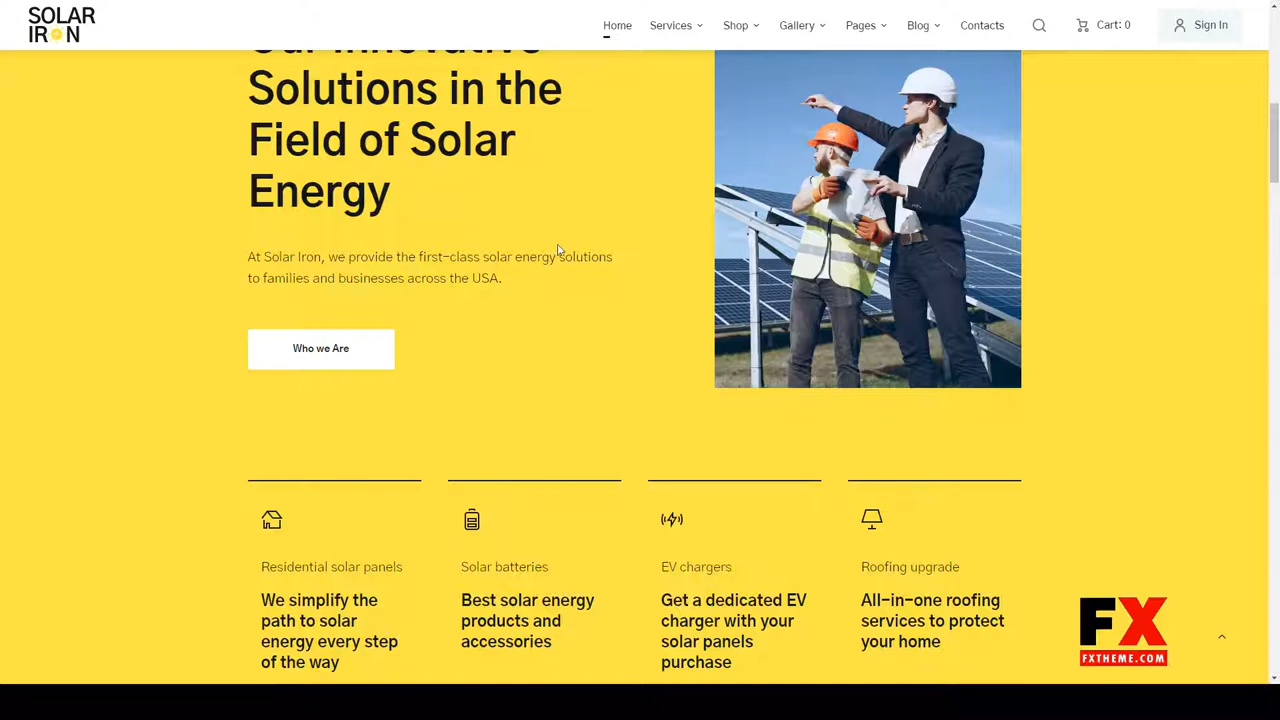 SOLAR
IRON
Home
Services
Shop
Gallery
Pages
Blog
Contacts
Cart: 0
Sign In
Our Innovative
Solutions in the
Field of Solar
Energy
At Solar Iron, we provide the first-class solar energy solutions
to families and businesses across the USA.
Who we Are
Residential solar panels
We simplify the
path to solar
energy every step
of the way
Solar batteries
Best solar energy
products and
accessories
EV chargers
Get a dedicated EV
charger with your
solar panels
purchase
Roofing upgrade
All-in-one roofing
services to protect
your home
FX
FXTHEME.COM